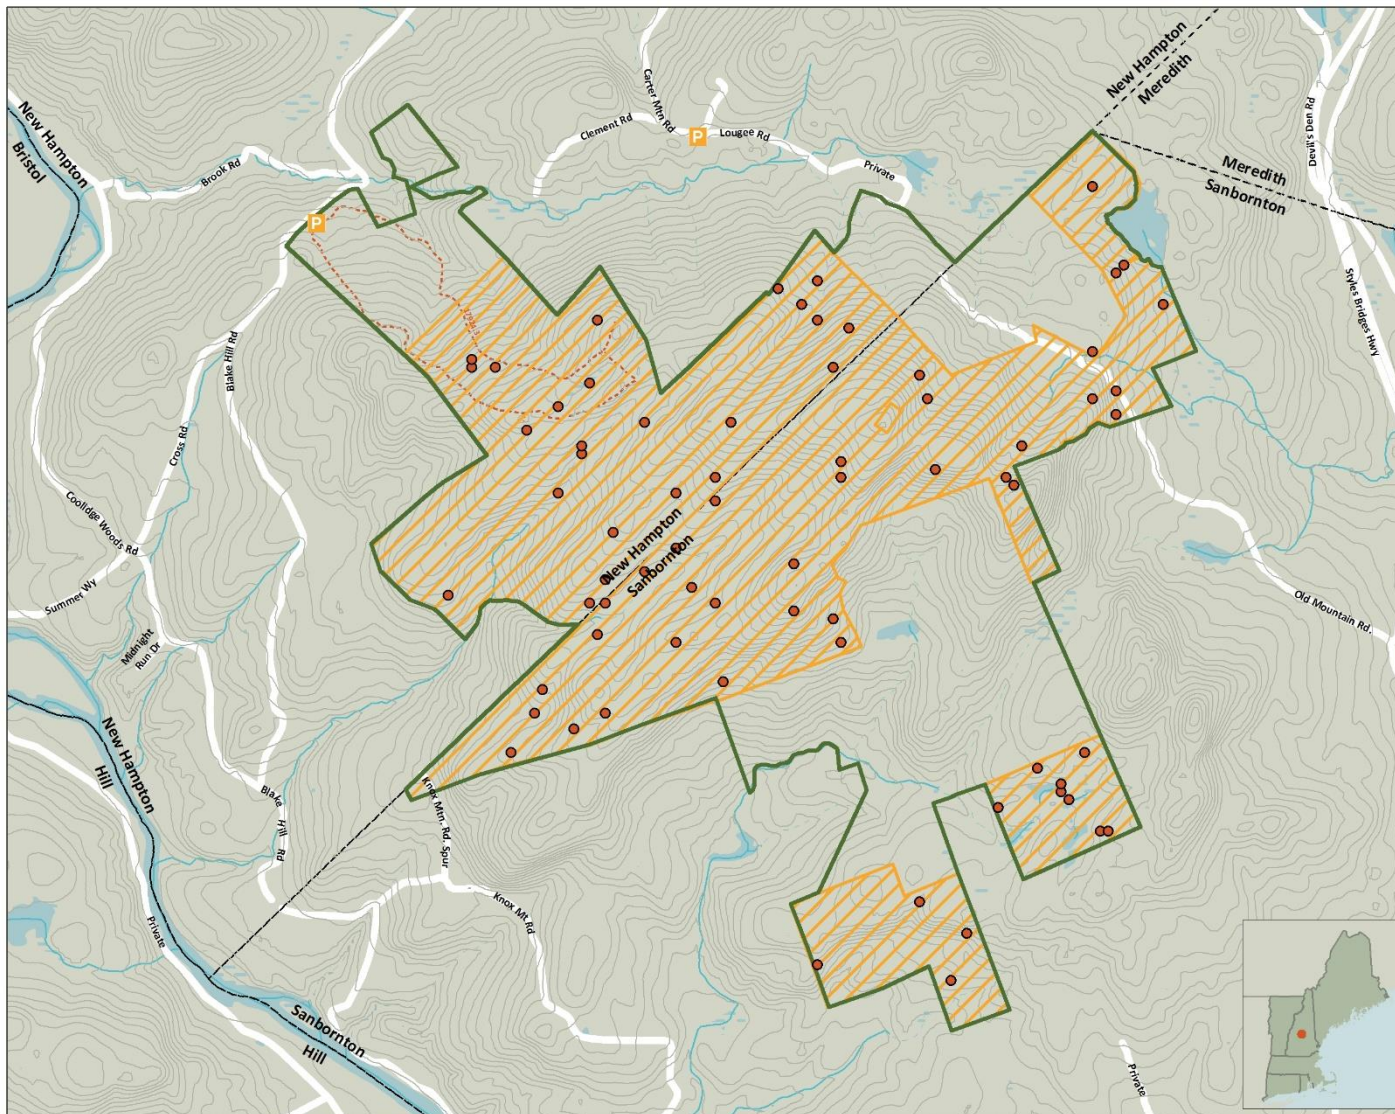 New Hampton
Meredith
Devil's Den Rd
Carter Mtn Rd
Clement Rd
P
Lougee Rd
New Hampton
Bristol
Brook Rd
Private
Meredith
Sanbornton
P
Styles Bridges Hwy
Blake Hill Rd
Cross Rd
Coolidge Woods Rd
New Hampton
Sanbornton
Summer Wy
Midnight
Run Dr
Old Mountain Rd.
New Hampton
Hill
Knox Mtn. Rd. Spur
Blake Hill Rd
Knox Mt Rd
Private
Sanbornton
Hill
Private